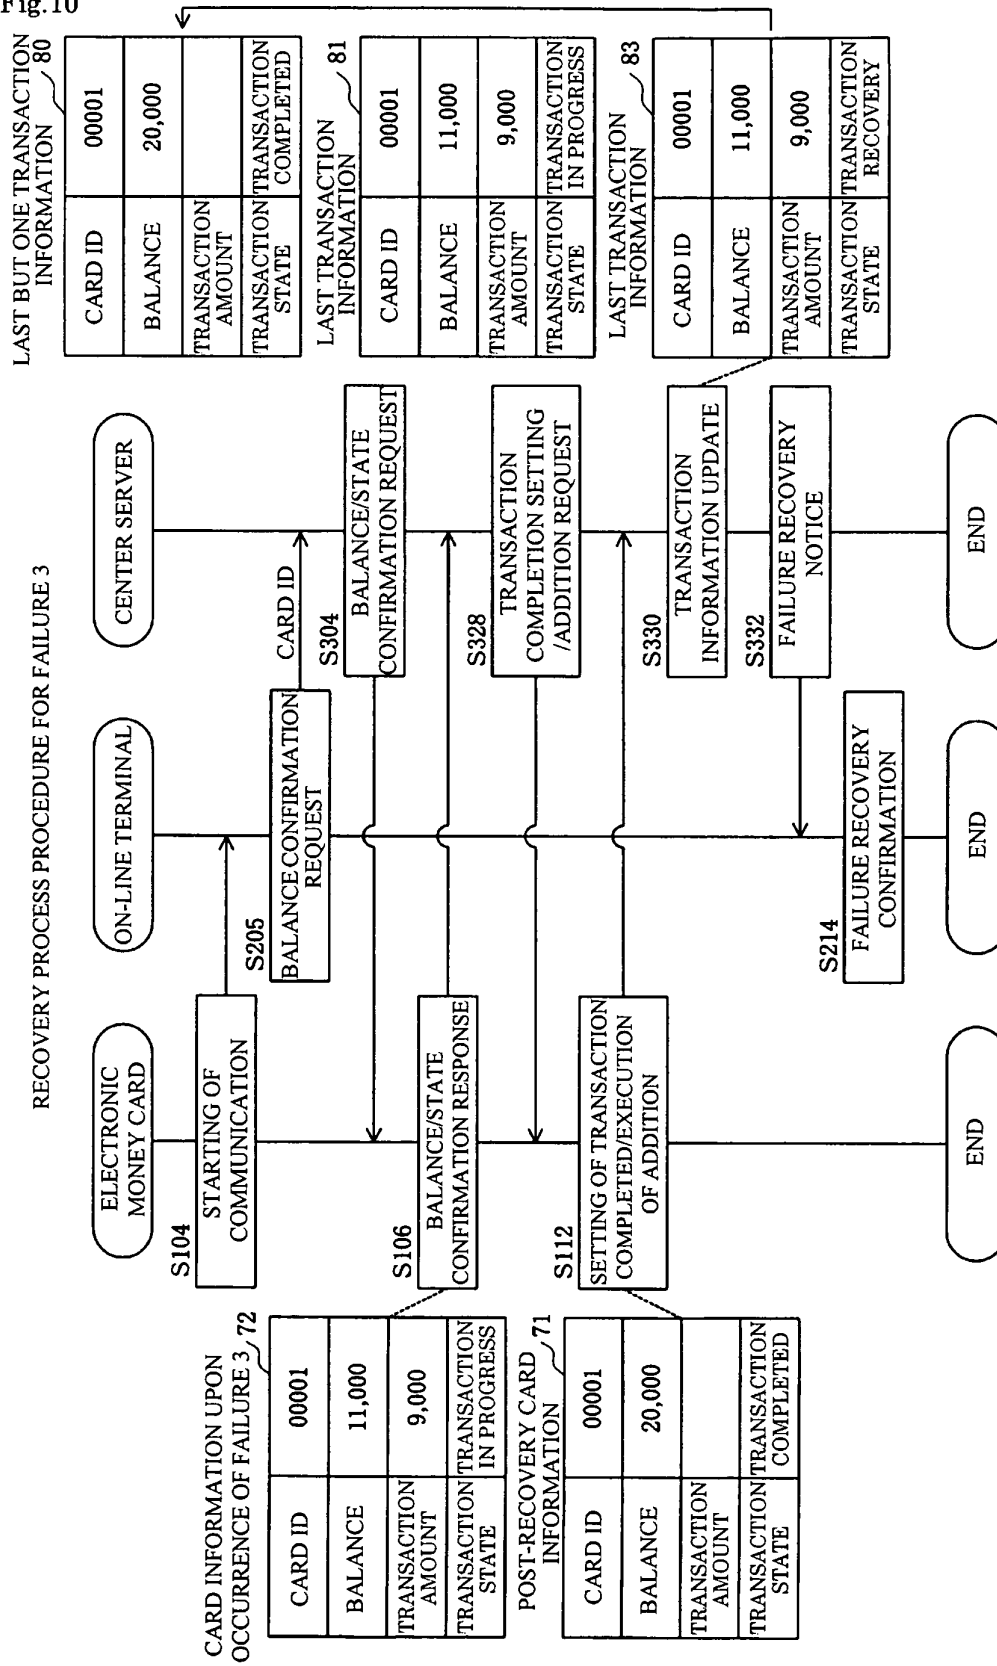 Fig.10
RECOVERY PROCESS PROCEDURE FOR FAILURE 3
ELECTRONIC
MONEY CARD
ON-LINE TERMINAL
CENTER SERVER
S104
STARTING OF
COMMUNICATION
S205
BALANCE CONFIRMATION
REQUEST
CARD ID
S304
BALANCE/STATE
CONFIRMATION REQUEST
S106
BALANCE/STATE
CONFIRMATION RESPONSE
S328
TRANSACTION
COMPLETION SETTING
/ADDITION REQUEST
S112
SETTING OF TRANSACTION
COMPLETED/EXECUTION
OF ADDITION
S330
TRANSACTION
INFORMATION UPDATE
S332
FAILURE RECOVERY
NOTICE
S214
FAILURE RECOVERY
CONFIRMATION
END
END
END
CARD INFORMATION UPON
OCCURRENCE OF FAILURE 3
72
CARD ID
00001
BALANCE
11,000
TRANSACTION
AMOUNT
9,000
TRANSACTION
STATE
TRANSACTION
IN PROGRESS
POST-RECOVERY CARD
INFORMATION
71
CARD ID
00001
BALANCE
20,000
TRANSACTION
AMOUNT
TRANSACTION
STATE
TRANSACTION
COMPLETED
LAST BUT ONE TRANSACTION
INFORMATION
80
CARD ID
00001
BALANCE
20,000
TRANSACTION
AMOUNT
TRANSACTION
STATE
TRANSACTION
COMPLETED
LAST TRANSACTION
INFORMATION
81
CARD ID
00001
BALANCE
11,000
TRANSACTION
AMOUNT
9,000
TRANSACTION
STATE
TRANSACTION
IN PROGRESS
LAST TRANSACTION
INFORMATION
83
CARD ID
00001
BALANCE
11,000
TRANSACTION
AMOUNT
9,000
TRANSACTION
STATE
TRANSACTION
RECOVERY